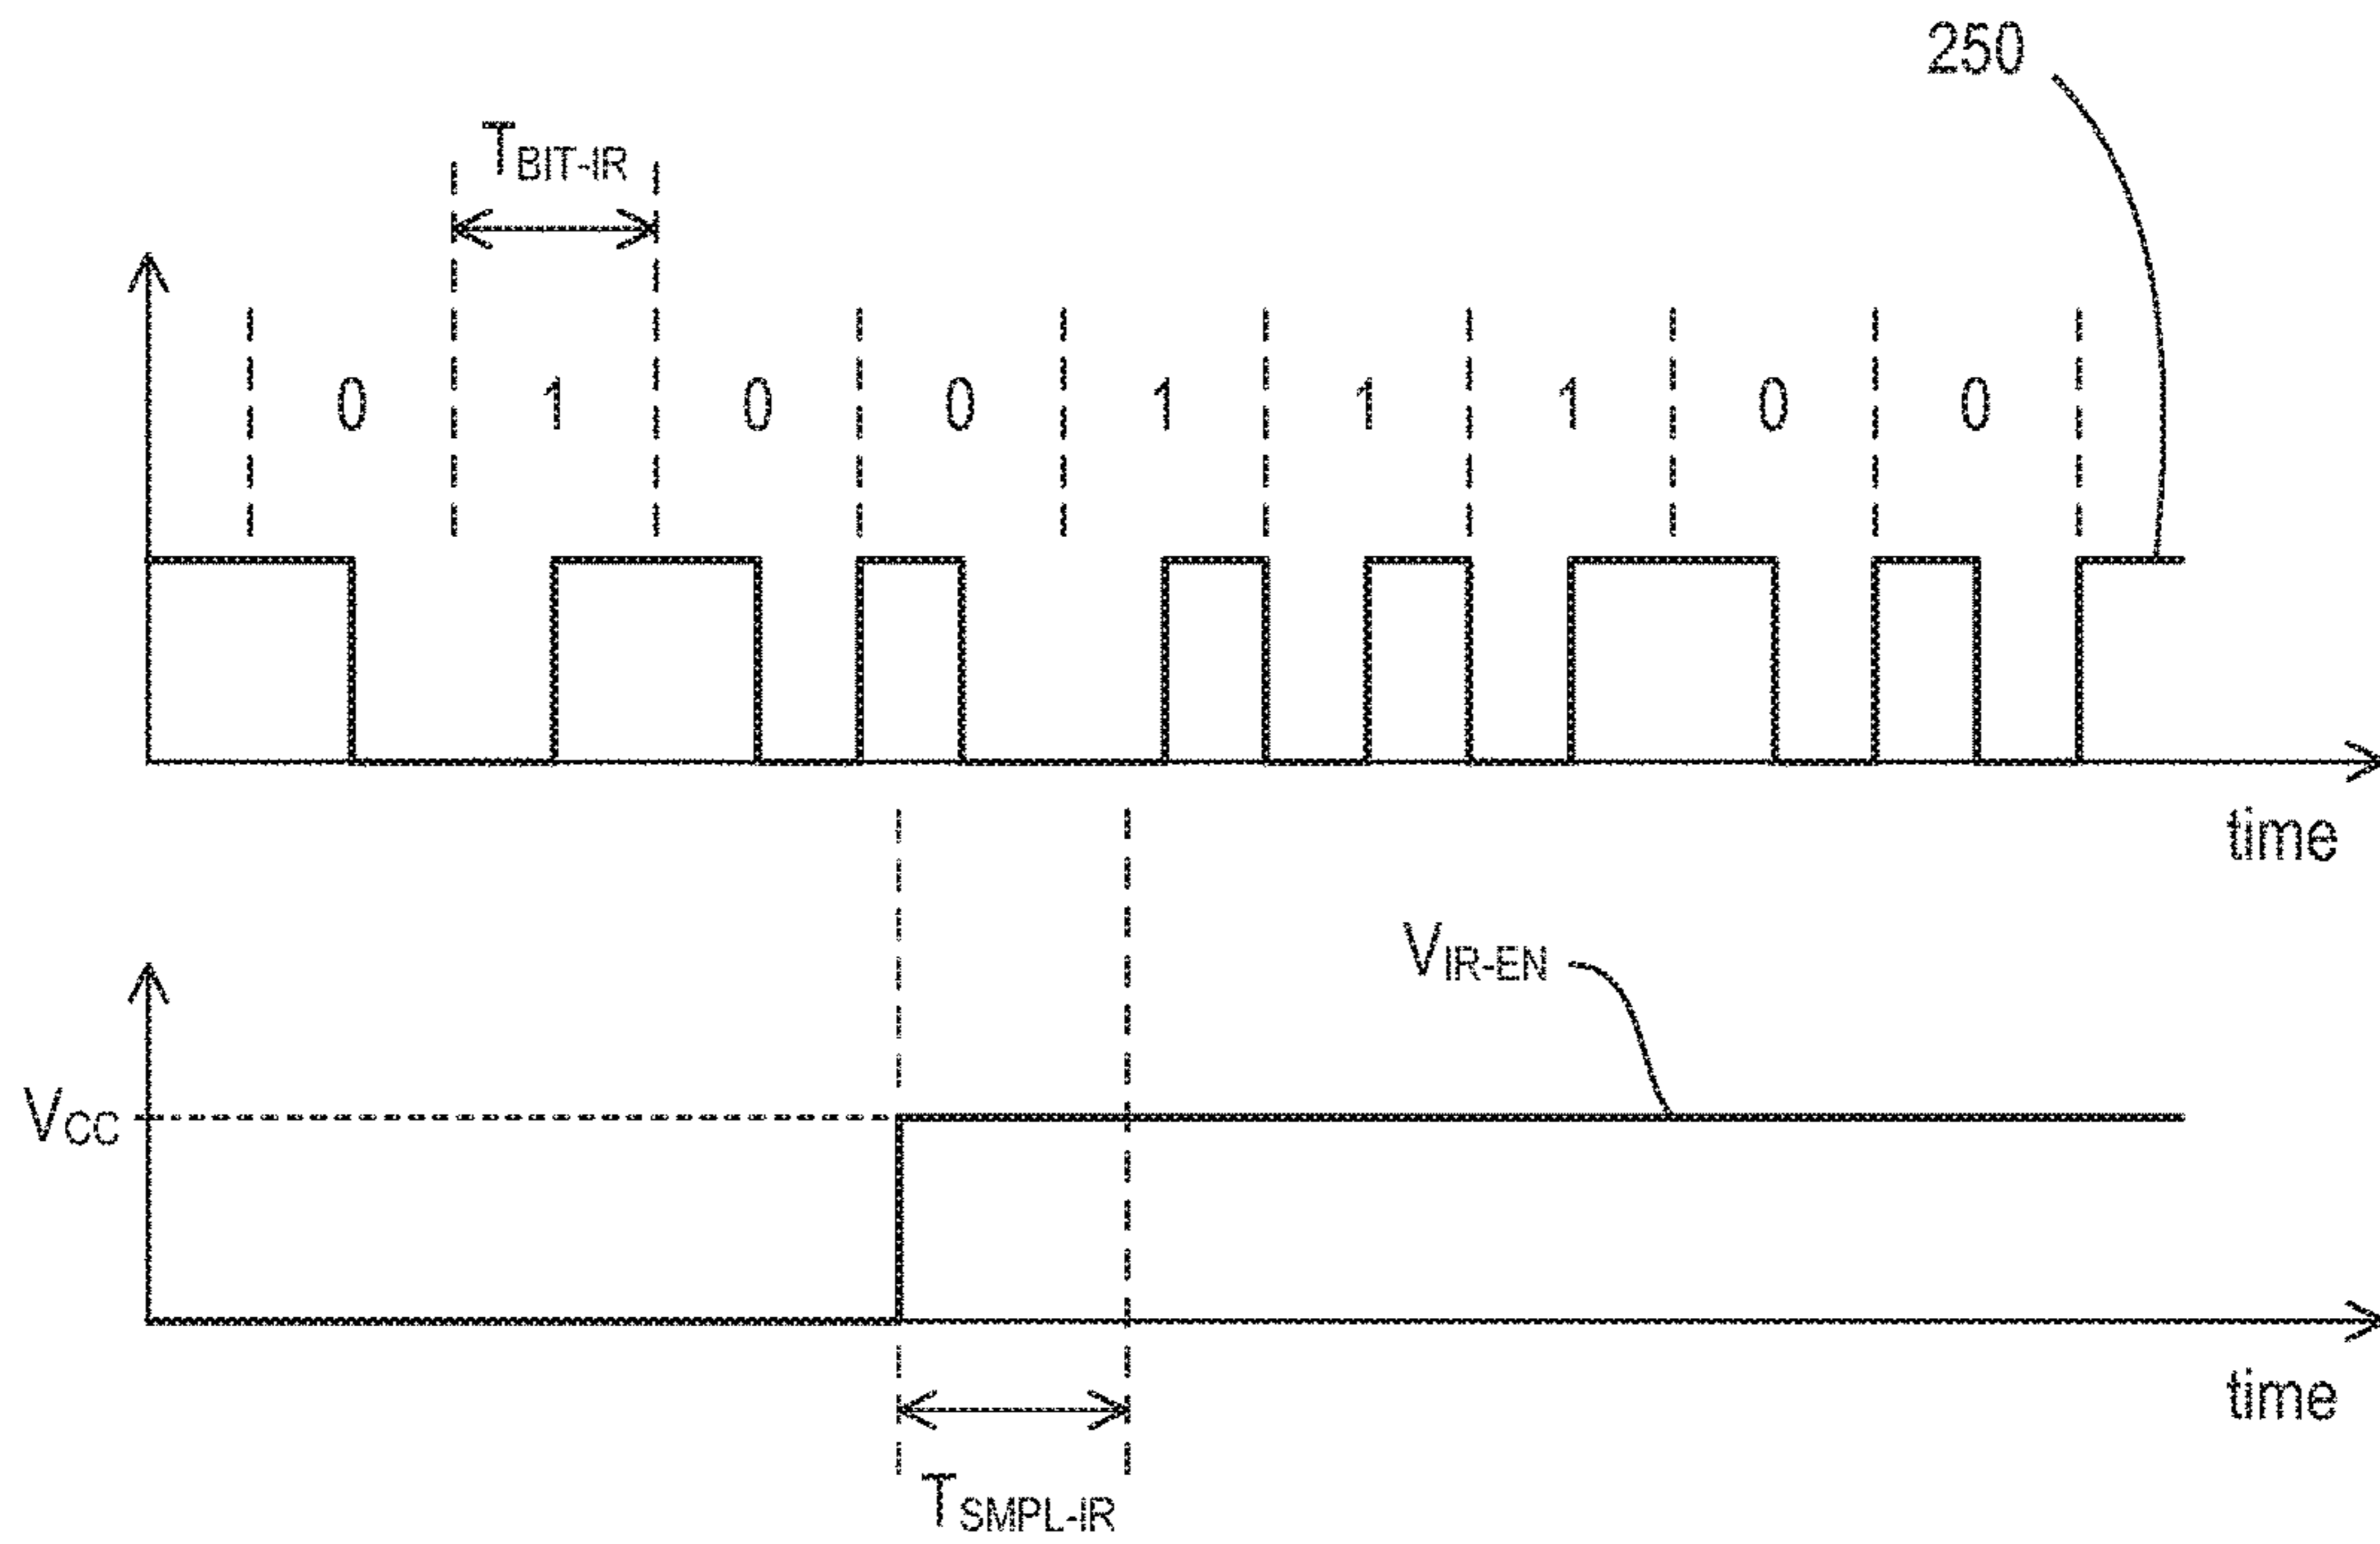 250
TBIT-IR
0 1 0 0 1 1 1 0 0
time
VIR-EN
VCC
time
TSMPL-IR